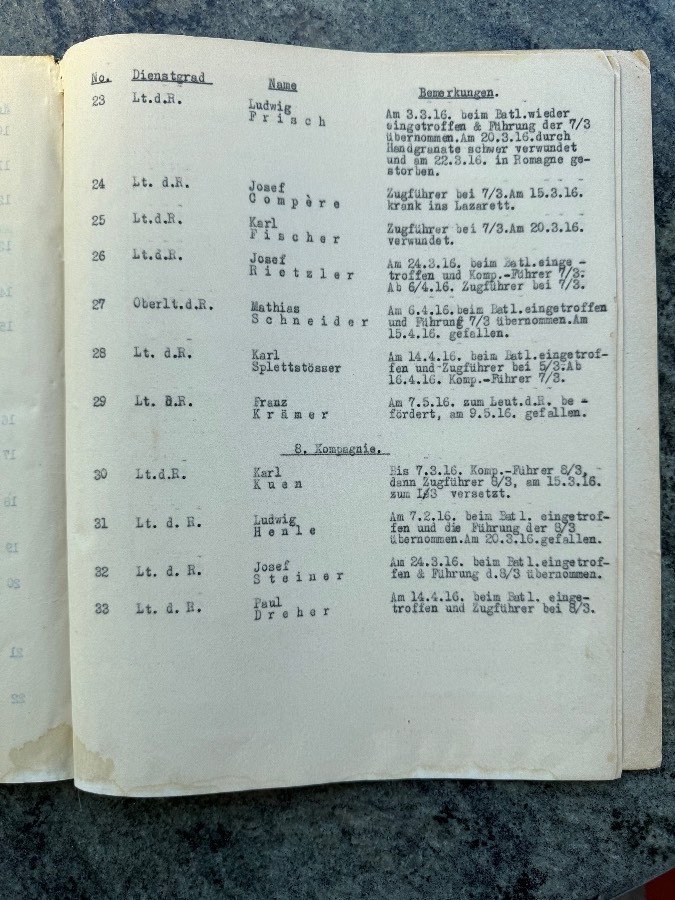 No. Dienstgrad Name Bemerkungen.
23 Lt.d.R. Ludwig Frisch Am 3.3.16. beim Batl.wieder
eingetroffen & Führung der 7/3
übernommen.Am 20.3.16.durch
Handgranate schwer verwundet
und am 22.3.16. in Romagne ge-
storben.
24 Lt. d.R. Josef Compère Zugführer bei 7/3.Am 15.3.16.
krank ins Lazarett.
25 Lt.d.R. Karl Fischer Zugführer bei 7/3.Am 20.3.16.
verwundet.
26 Lt.d.R. Josef Rietzler Am 24.3.16. beim Batl.einge-
troffen und Komp.-Führer 7/3.
Ab 6/4.16. Zugführer bei 7/3.
27 Oberlt.d.R. Mathias Schneider Am 6.4.16.beim Batl.eingetroffen
und Führung 7/3 übernommen.Am
15.4.16. gefallen.
28 Lt. d.R. Karl Splettstösser Am 14.4.16. beim Batl.eingetrof-
fen und Zugführer bei 5/3.Ab
16.4.16. Komp.-Führer 7/3.
29 Lt. d.R. Franz Krämer Am 7.5.16. zum Leut.d.R. be-
fördert, am 9.5.16. gefallen.
8. Kompagnie.
30 Lt.d.R. Karl Kuen Bis 7.3.16. Komp.-Führer 8/3,
dann Zugführer 8/3, am 15.3.16.
zum versetzt.
31 Lt. d. R. Ludwig Henle Am 7.2.16. beim Batl. eingetrof-
fen und die Führung der 8/3
übernommen.Am 20.3.16.gefallen.
32 Lt. d. R. Josef Steiner Am 24.3.16. beim Batl.eingetrof-
fen & Führung d.8/3 übernommen.
33 Lt. d. R. Paul Dreher Am 14.4.16. beim Batl. einge-
troffen und Zugführer bei 8/3.
14
15
16
17
18
19
20
21
22